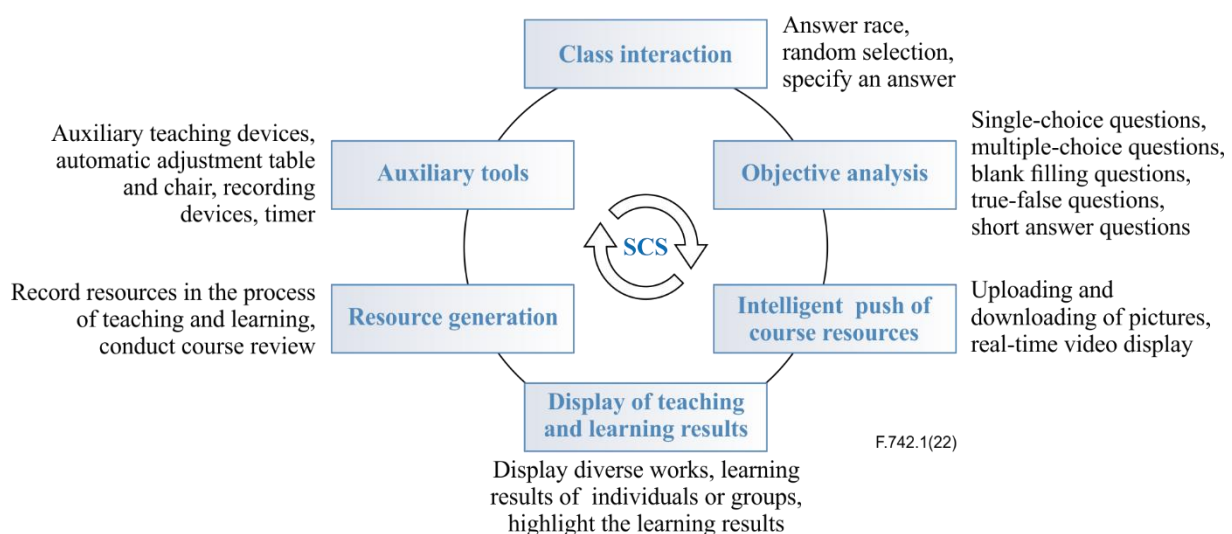 Class interaction
Answer race,
random selection,
specify an answer
Auxiliary teaching devices,
automatic adjustment table
and chair, recording
devices, timer
Auxiliary tools
Objective analysis
Single-choice questions,
multiple-choice questions,
blank filling questions,
true-false questions,
short answer questions
SCS
Record resources in the process
of teaching and learning,
conduct course review
Resource generation
Intelligent push of
course resources
Uploading and
downloading of pictures,
real-time video display
Display of teaching
and learning results
F.742.1(22)
Display diverse works, learning
results of individuals or groups,
highlight the learning results